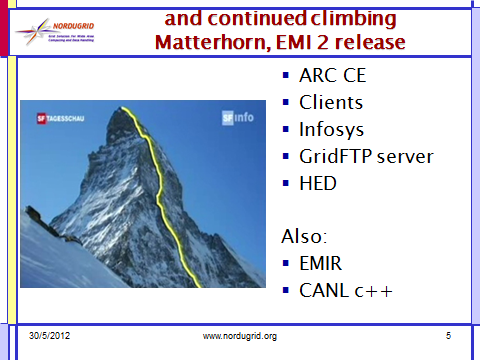 NORDUGRID
Grid Solution for Wide Area
Computing and Data Handling
and continued climbing
Matterhorn, EMI 2 release
SF TAGESSCHAU
SF info
▪ ARC CE
▪ Clients
▪ Infosys
▪ GridFTP server
▪ HED
Also:
▪ EMIR
▪ CANL c++
30/5/2012
www.nordugrid.org
5